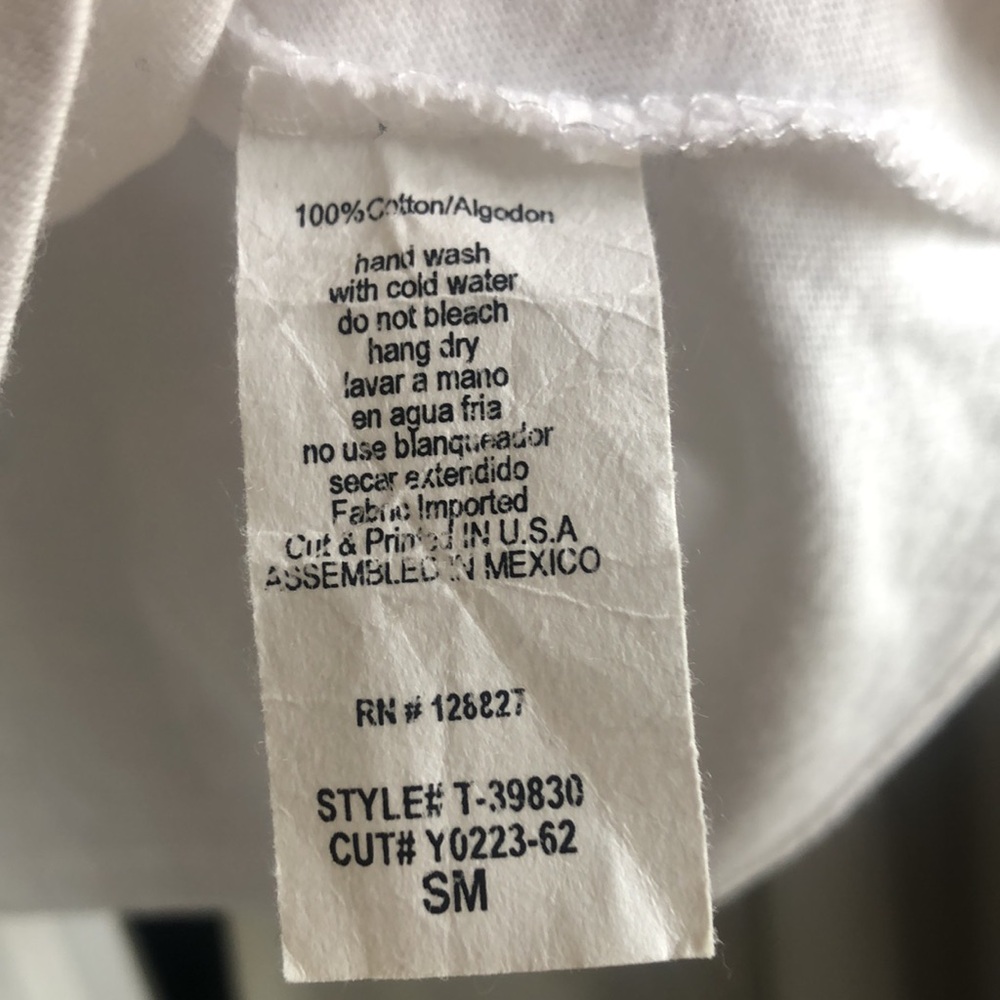 100%Cotton/Algodon
hand wash
with cold water
do not bleach
hang dry
lavar a mano
en agua fria
no use blanqueador
secar extendido
Fabric Imported
Cut & Printed IN U.S.A
ASSEMBLED IN MEXICO
RN # 128827
STYLE# T-39830
CUT# Y0223-62
SM